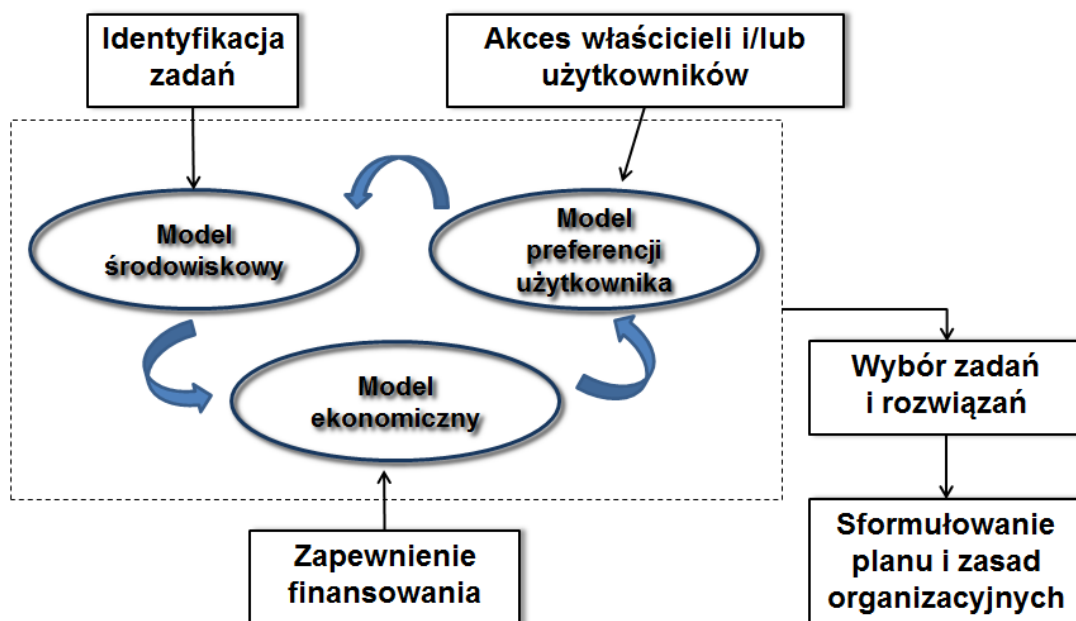 Identyfikacja
zadań
Akces właścicieli i/lub
użytkowników
Model
środowiskowy
Model
preferencji
użytkownika
Model
ekonomiczny
Wybór zadań
i rozwiązań
Zapewnienie
finansowania
Sformułowanie
planu i zasad
organizacyjnych